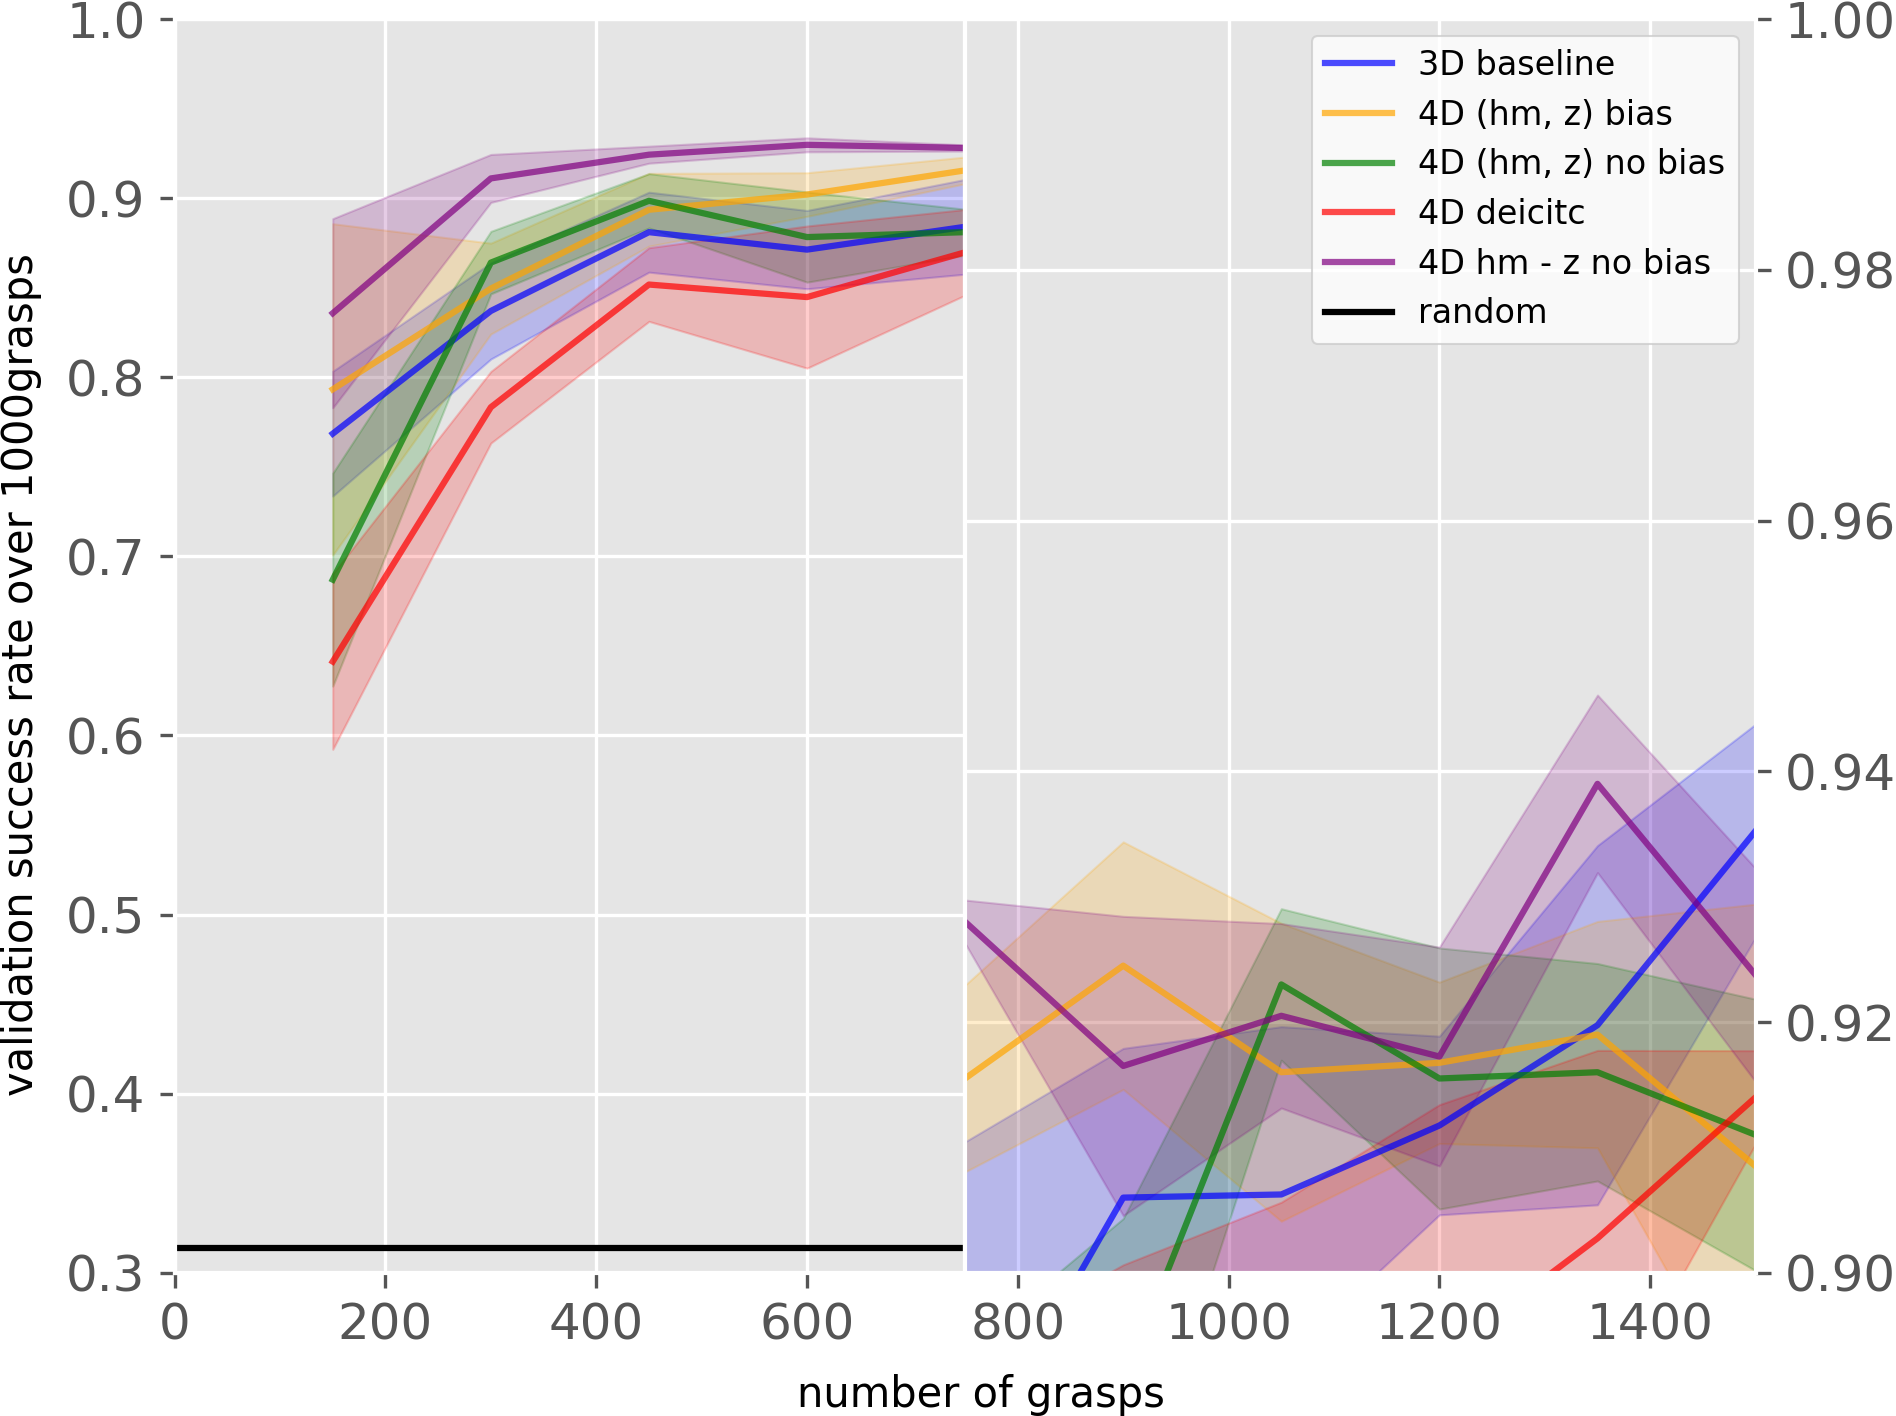 validation success rate over 1000grasps
1.0
0.9
0.8
0.7
0.6
0.5
0.4
0.3
1.00
0.98
0.96
0.94
0.92
0.90
3D baseline
4D (hm, z) bias
4D (hm, z) no bias
4D deicitc
4D hm - z no bias
random
0 200 400 600 800 1000 1200 1400
number of grasps